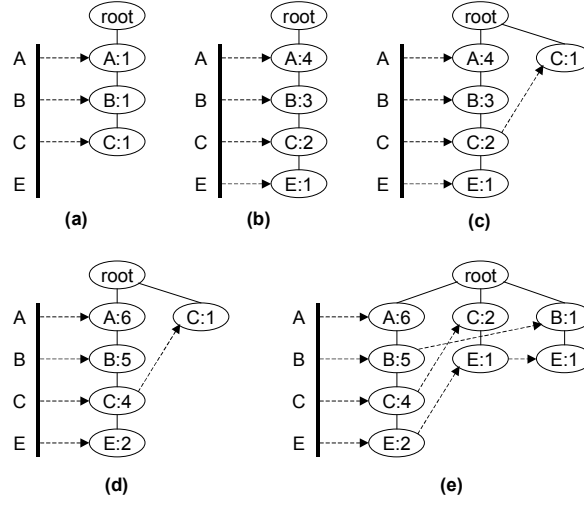 root root root
A A:1 A A:4 A A:4 C:1
B B:1 B B:3 B B:3
C C:1 C C:2 C C:2
E E E:1 E E:1
(a) (b) (c)
root root
A A:6 C:1 A A:6 C:2 B:1
B B:5 B B:5 E:1 E:1
C C:4 C C:4
E E:2 E E:2
(d) (e)